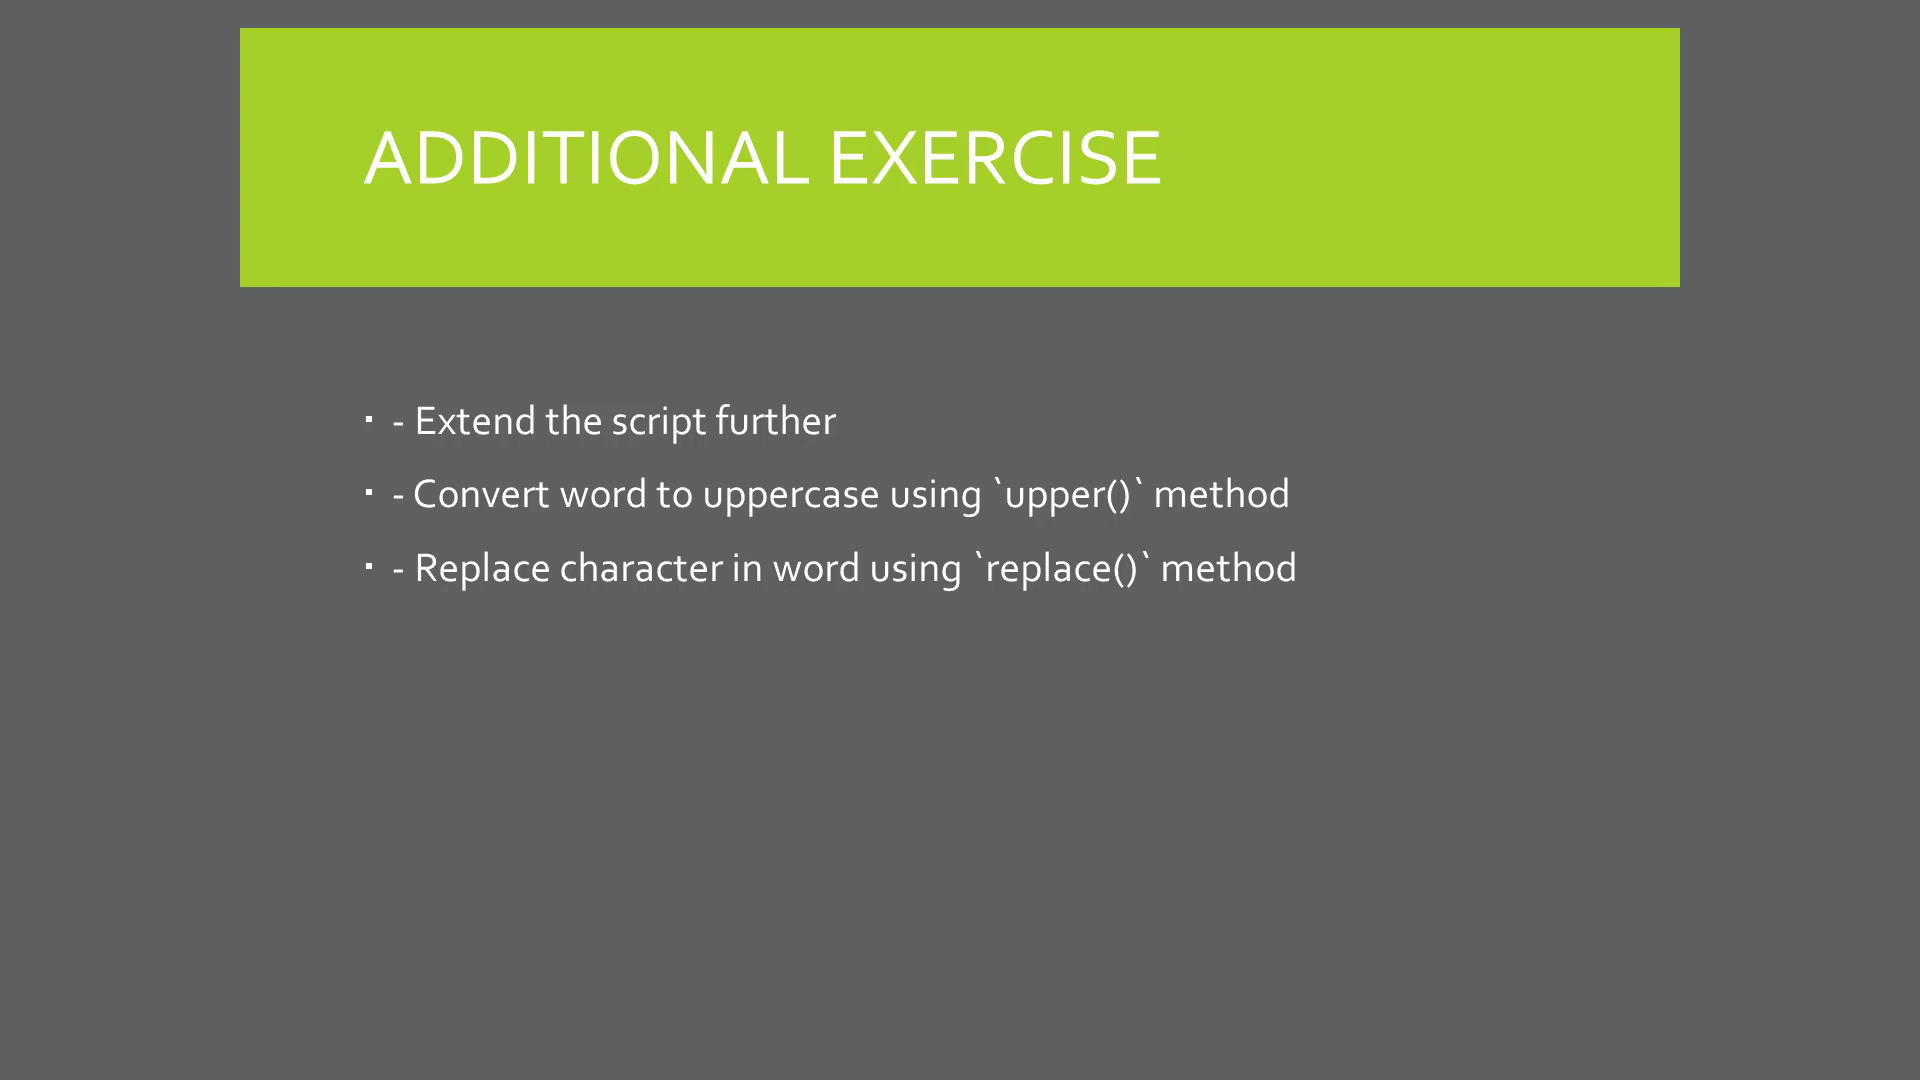 ADDITIONAL EXERCISE
▪ - Extend the script further
▪ - Convert word to uppercase using `upper()` method
▪ - Replace character in word using `replace()` method